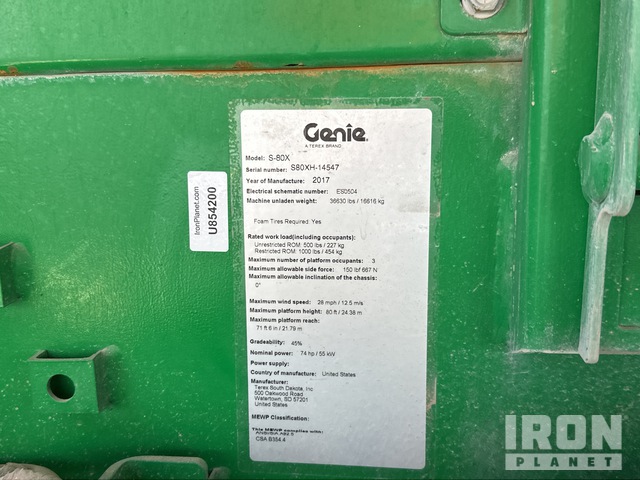 Genie
A TEREX BRAND
Model: S-80X
Serial number: S80XH-14547
Year of Manufacture: 2017
Electrical schematic number: ES0504
Machine unladen weight: 36630 lbs / 16616 kg
Foam Tires Required: Yes
Rated work load(including occupants):
Unrestricted ROM: 500 lbs / 227 kg
Restricted ROM: 1000 lbs / 454 kg
Maximum number of platform occupants: 3
Maximum allowable side force: 150 lbf 667 N
Maximum allowable inclination of the chassis:
0°
Maximum wind speed: 28 mph / 12.5 m/s
Maximum platform height: 80 ft / 24.38 m
Maximum platform reach:
71 ft 6 in / 21.79 m
Gradeability: 45%
Nominal power: 74 hp / 55 kW
Power supply:
Country of manufacture: United States
Manufacturer:
Terex South Dakota, Inc
500 Oakwood Road
Watertown, SD 57201
United States
MEWP Classification:
This MEWP complies with:
ANSI/SIA A92.5
CSA B354.4
IronPlanet.com
U854200
IRON
PLANET